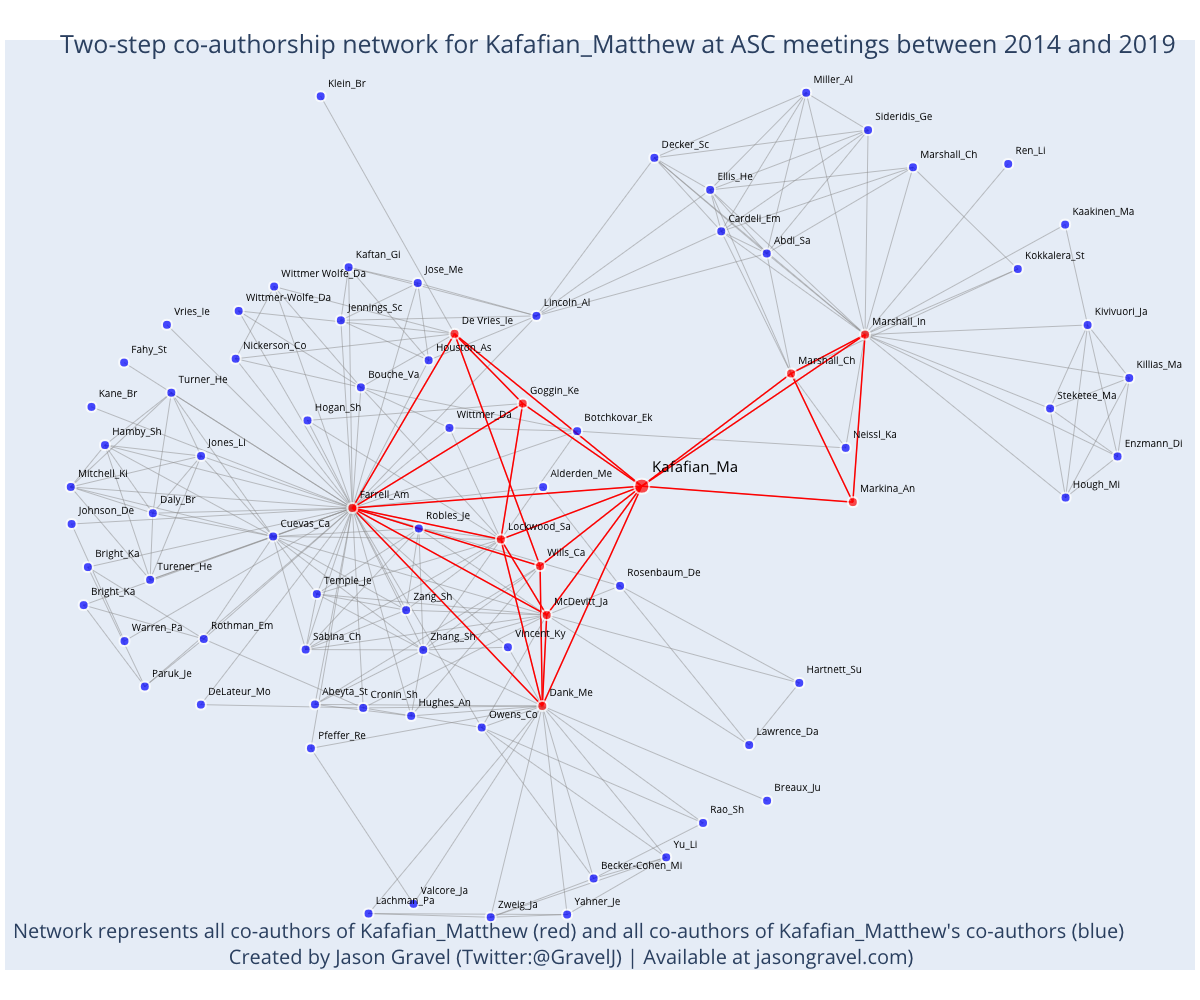 Two-step co-authorship network for Kafafian_Matthew at ASC meetings between 2014 and 2019
Klein_Br
Miller_Al
Sideridis_Ge
Decker_Sc
Marshall_Ch
Ren_Li
Ellis_He
Kaakinen_Ma
Cardeli_Em
Abdi_Sa
Kaftan_Gi
Kokkalera_St
Wittmer Wolfe_Da
Jose_Me
Wittmer-Wolfe_Da
Jennings_Sc
Lincoln_Al
Vries_Ie
De Vries_Ie
Marshall_In
Kivivuori_Ja
Fahy_St
Nickerson_Co
Houston_As
Marshall_Ch
Turner_He
Bouche_Va
Killias_Ma
Kane_Br
Goggin_Ke
Steketee_Ma
Hogan_Sh
Wittmer_Da
Botchkovar_Ek
Hamby_Sh
Jones_Li
Neissl_Ka
Enzmann_Di
Mitchell_Ki
Alderden_Me
Kafafian_Ma
Hough_Mi
Daly_Br
Farrell_Am
Markina_An
Johnson_De
Cuevas_Ca
Robles_Je
Lockwood_Sa
Bright_Ka
Turener_He
Wills_Ca
Rosenbaum_De
Bright_Ka
Temple_Je
Zang_Sh
McDevitt_Ja
Warren_Pa
Rothman_Em
Sabina_Ch
Zhang_Sh
Vincent_Ky
Paruk_Je
Hartnett_Su
DeLateur_Mo
Abeyta_St
Cronin_Sh
Hughes_An
Dank_Me
Owens_Co
Pfeffer_Re
Lawrence_Da
Breaux_Ju
Rao_Sh
Yu_Li
Becker-Cohen_Mi
Valcore_Ja
Lachman_Pa
Zweig_Ja
Yahner_Je
Network represents all co-authors of Kafafian_Matthew (red) and all co-authors of Kafafian_Matthew's co-authors (blue)
Created by Jason Gravel (Twitter:@GravelJ) | Available at jasongravel.com)